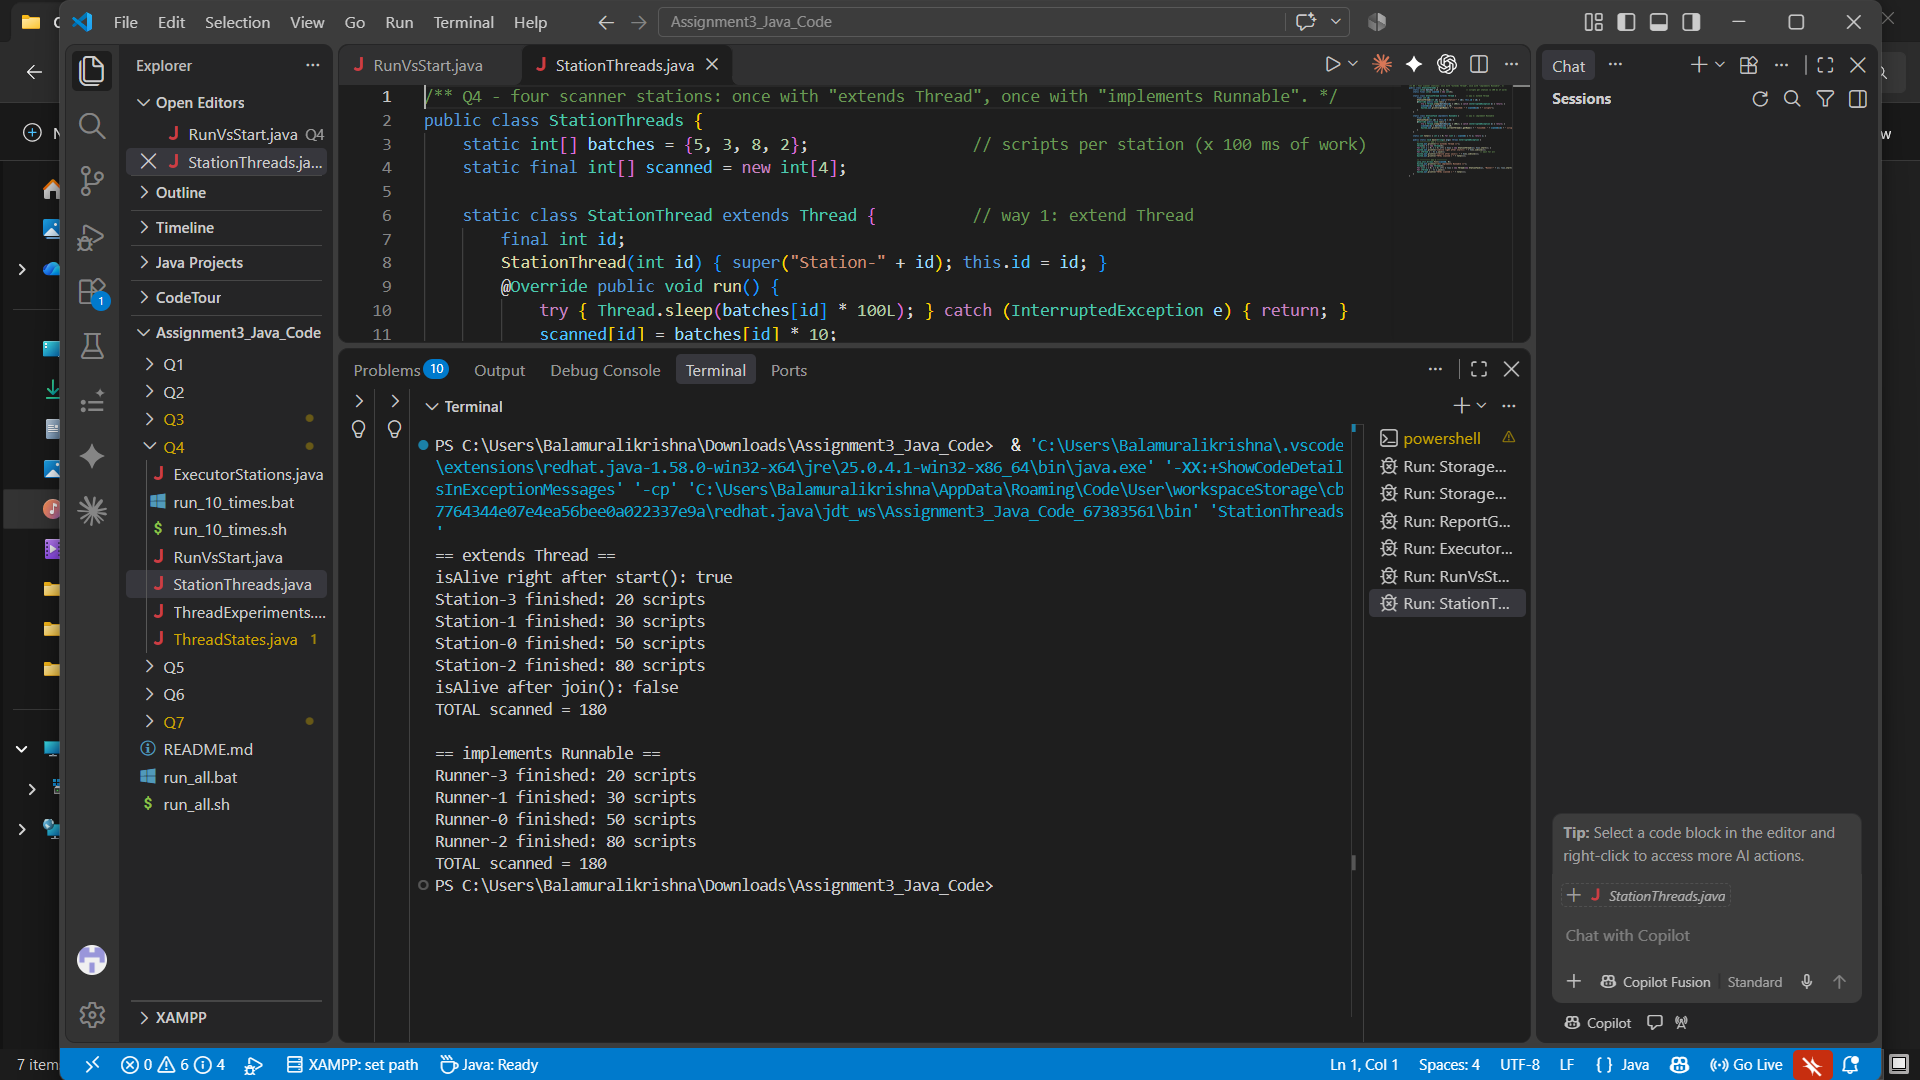 File Edit Selection View Go Run Terminal Help
Assignment3_Java_Code
Explorer
Open Editors
RunVsStart.java Q4
StationThreads.ja...
Outline
Timeline
Java Projects
CodeTour
Assignment3_Java_Code
Q1
Q2
Q3
Q4
ExecutorStations.java
run_10_times.bat
run_10_times.sh
RunVsStart.java
StationThreads.java
ThreadExperiments....
ThreadStates.java 1
Q5
Q6
Q7
README.md
run_all.bat
run_all.sh
XAMPP
1
RunVsStart.java
StationThreads.java
1 /** Q4 - four scanner stations: once with "extends Thread", once with "implements Runnable". */
2 public class StationThreads {
3 static int[] batches = {5, 3, 8, 2}; // scripts per station (x 100 ms of work)
4 static final int[] scanned = new int[4];
5
6 static class StationThread extends Thread { // way 1: extend Thread
7 final int id;
8 StationThread(int id) { super("Station-" + id); this.id = id; }
9 @Override public void run() {
10 try { Thread.sleep(batches[id] * 100L); } catch (InterruptedException e) { return; }
11 scanned[id] = batches[id] * 10;
Problems 10 Output Debug Console Terminal Ports
Terminal
PS C:\Users\Balamuralikrishna\Downloads\Assignment3_Java_Code> & 'C:\Users\Balamuralikrishna\.vscode
\extensions\redhat.java-1.58.0-win32-x64\jre\25.0.4.1-win32-x86_64\bin\java.exe' '-XX:+ShowCodeDetail
sInExceptionMessages' '-cp' 'C:\Users\Balamuralikrishna\AppData\Roaming\Code\User\workspaceStorage\cb
7764344e07e4ea56bee0a022337e9a\redhat.java\jdt_ws\Assignment3_Java_Code_67383561\bin' 'StationThreads
'
== extends Thread ==
isAlive right after start(): true
Station-3 finished: 20 scripts
Station-1 finished: 30 scripts
Station-0 finished: 50 scripts
Station-2 finished: 80 scripts
isAlive after join(): false
TOTAL scanned = 180
== implements Runnable ==
Runner-3 finished: 20 scripts
Runner-1 finished: 30 scripts
Runner-0 finished: 50 scripts
Runner-2 finished: 80 scripts
TOTAL scanned = 180
PS C:\Users\Balamuralikrishna\Downloads\Assignment3_Java_Code>
powershell
Run: Storage...
Run: Storage...
Run: ReportG...
Run: Executor...
Run: RunVsSt...
Run: StationT...
Chat
Sessions
Tip: Select a code block in the editor and
right-click to access more AI actions.
StationThreads.java
Chat with Copilot
Copilot Fusion Standard
Copilot
7 item
0 6 4 XAMPP: set path Java: Ready
Ln 1, Col 1 Spaces: 4 UTF-8 LF {} Java Go Live